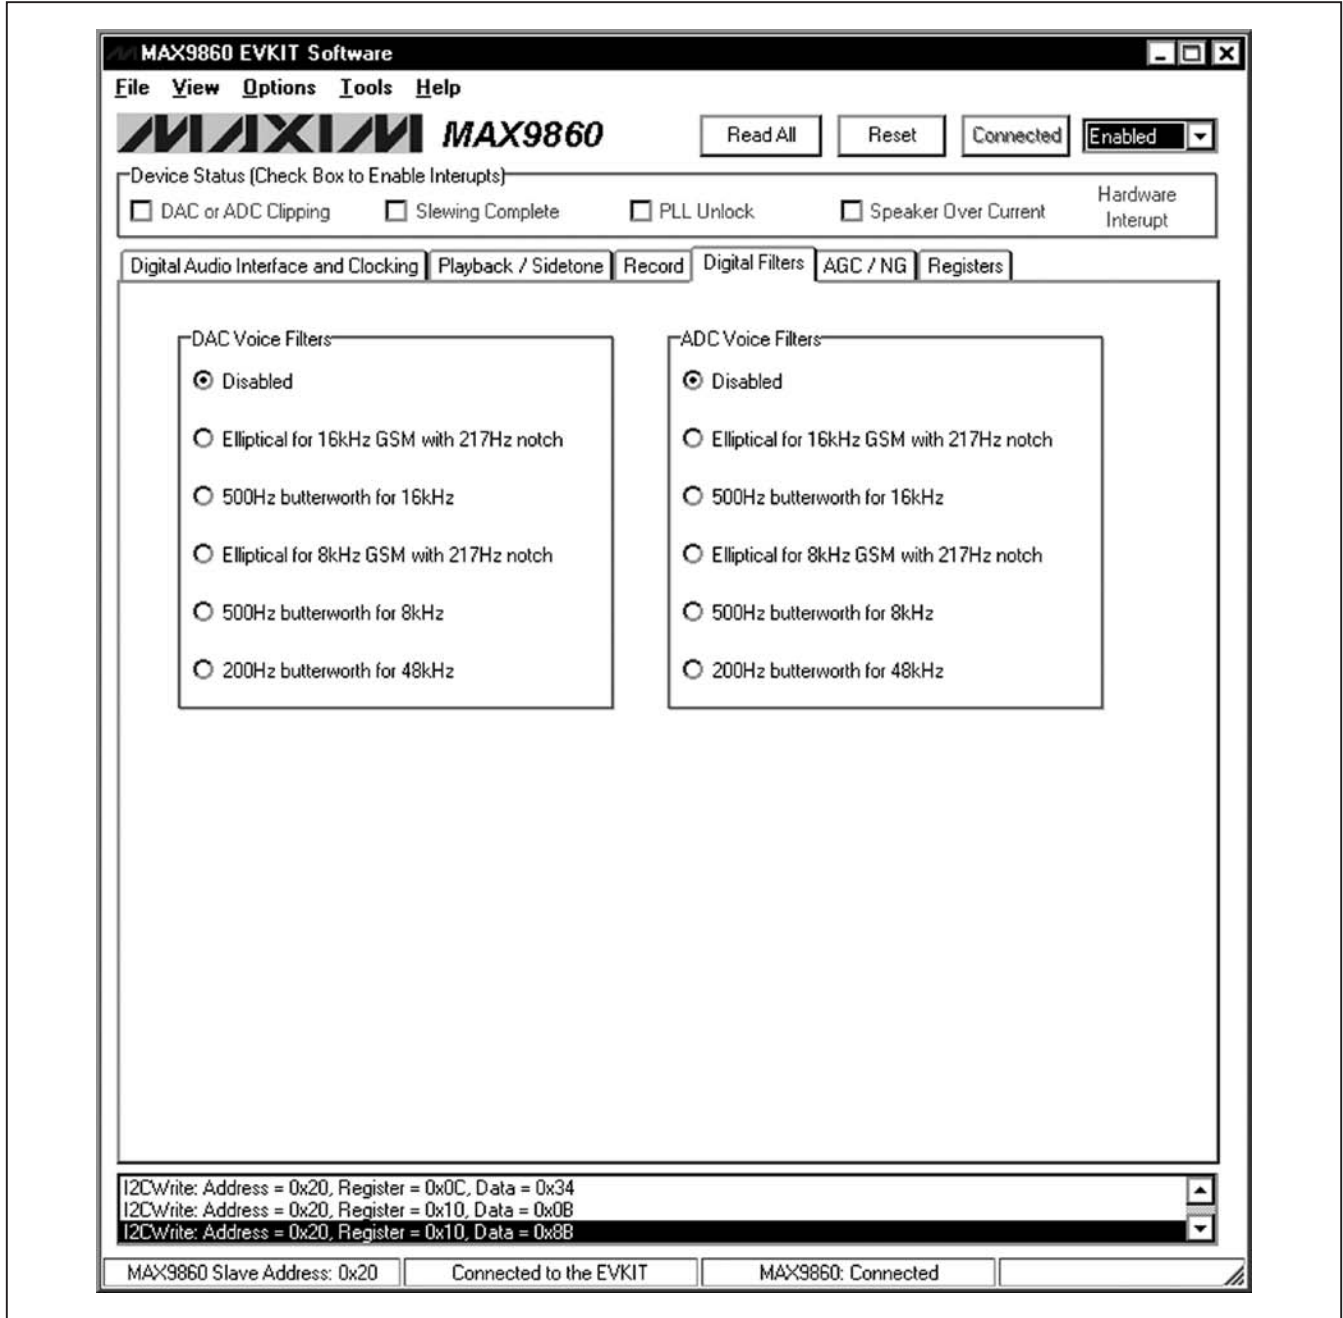 MAX9860 EVKIT Software
File View Options Tools Help
MAXIM MAX9860 Read All Reset Connected Enabled
Device Status (Check Box to Enable Interupts)
DAC or ADC Clipping Slewing Complete PLL Unlock Speaker Over Current Hardware Interupt
Digital Audio Interface and Clocking Playback / Sidetone Record Digital Filters AGC / NG Registers
DAC Voice Filters
Disabled
Elliptical for 16kHz GSM with 217Hz notch
500Hz butterworth for 16kHz
Elliptical for 8kHz GSM with 217Hz notch
500Hz butterworth for 8kHz
200Hz butterworth for 48kHz
ADC Voice Filters
Disabled
Elliptical for 16kHz GSM with 217Hz notch
500Hz butterworth for 16kHz
Elliptical for 8kHz GSM with 217Hz notch
500Hz butterworth for 8kHz
200Hz butterworth for 48kHz
I2CWrite: Address = 0x20, Register = 0x0C, Data = 0x34
I2CWrite: Address = 0x20, Register = 0x10, Data = 0x0B
I2CWrite: Address = 0x20, Register = 0x10, Data = 0x8B
MAX9860 Slave Address: 0x20 Connected to the EVKIT MAX9860: Connected